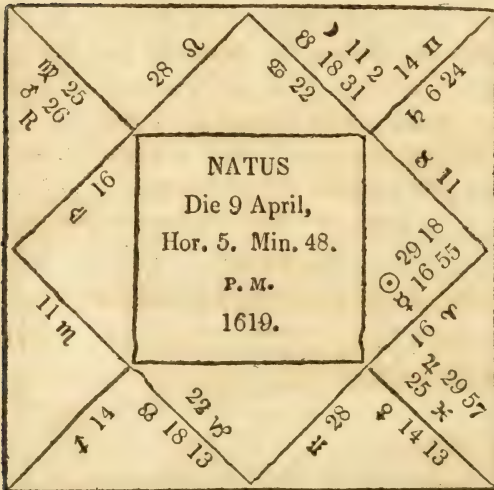 ♍ 25
♂ 26
R
28 ♌
♋ 22
☋ 18 31
☽ 11 2
14 ♊
♄ 6 24
♉ 11
♎ 16
NATUS
Die 9 April,
Hor. 5. Min. 48.
P. M.
1619.
☉ 29 18
☿ 16 55
16 ♈
♃ 29 57
25 ♓
♀ 14 13
11 ♏
♐ 14
☊ 18 13
♑
28